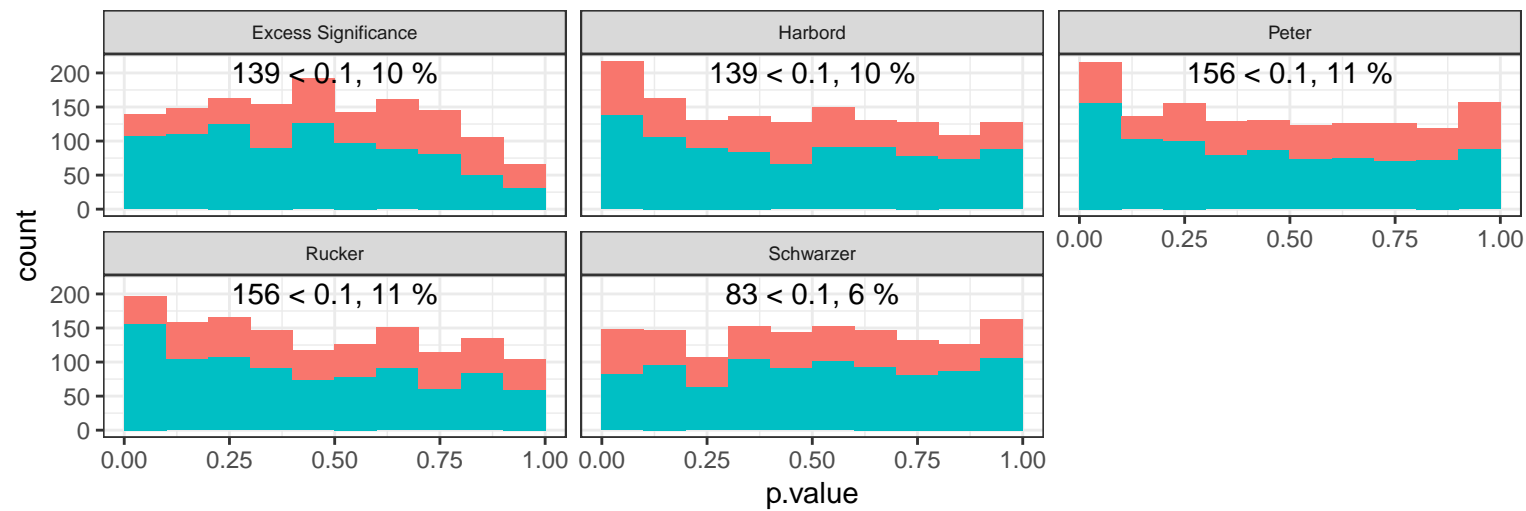 Excess Significance
Harbord
Peter
139 < 0.1, 10 %
139 < 0.1, 10 %
156 < 0.1, 11 %
200
150
100
50
0
0.00 0.25 0.50 0.75 1.00
count
Rucker
Schwarzer
156 < 0.1, 11 %
83 < 0.1, 6 %
200
150
100
50
0
0.00 0.25 0.50 0.75 1.00
0.00 0.25 0.50 0.75 1.00
p.value